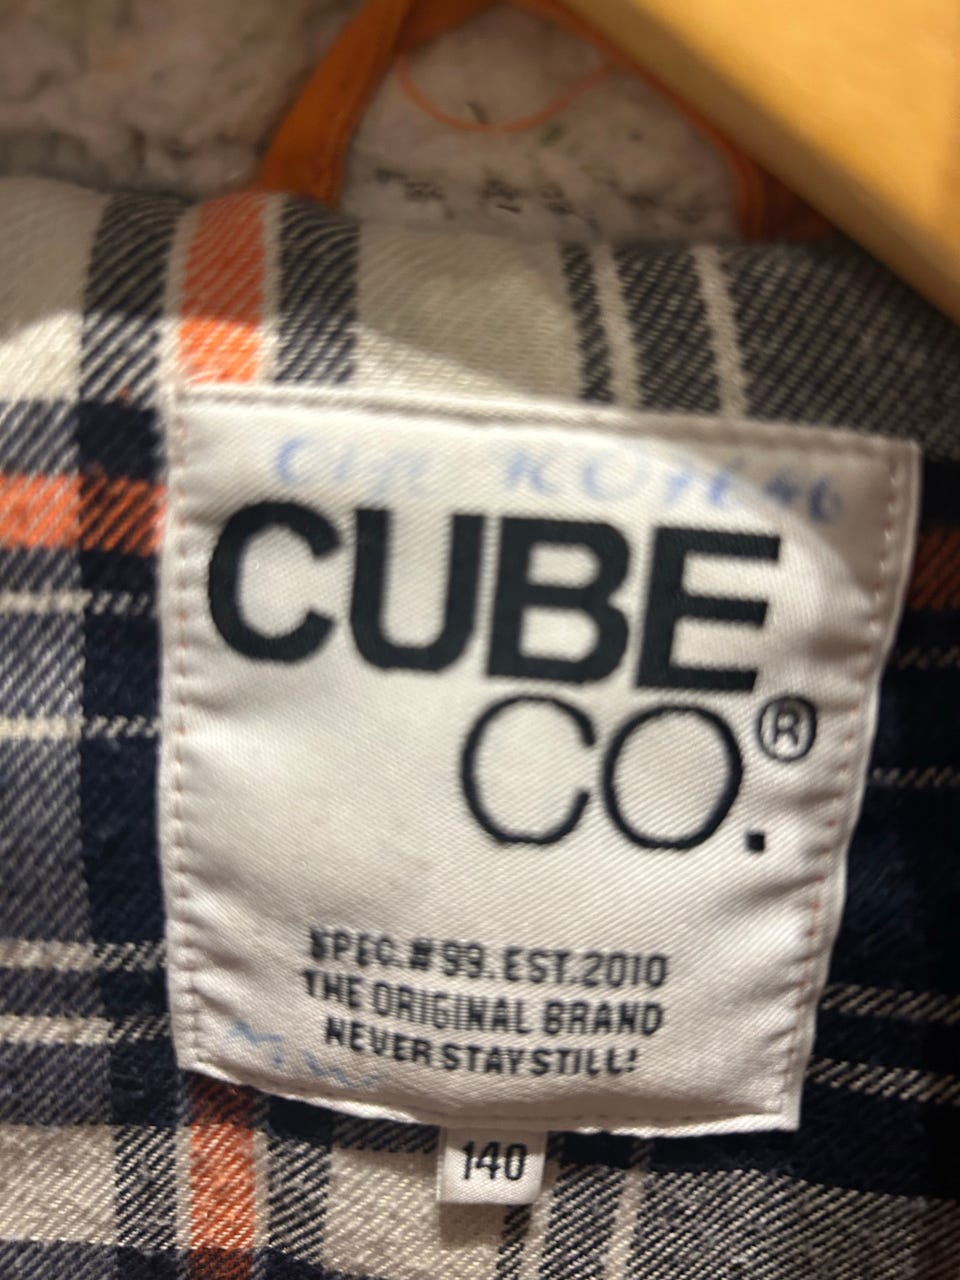 CUBE
CO.®
SPEC.#99.EST.2010
THE ORIGINAL BRAND
NEVER STAY STILL!
140